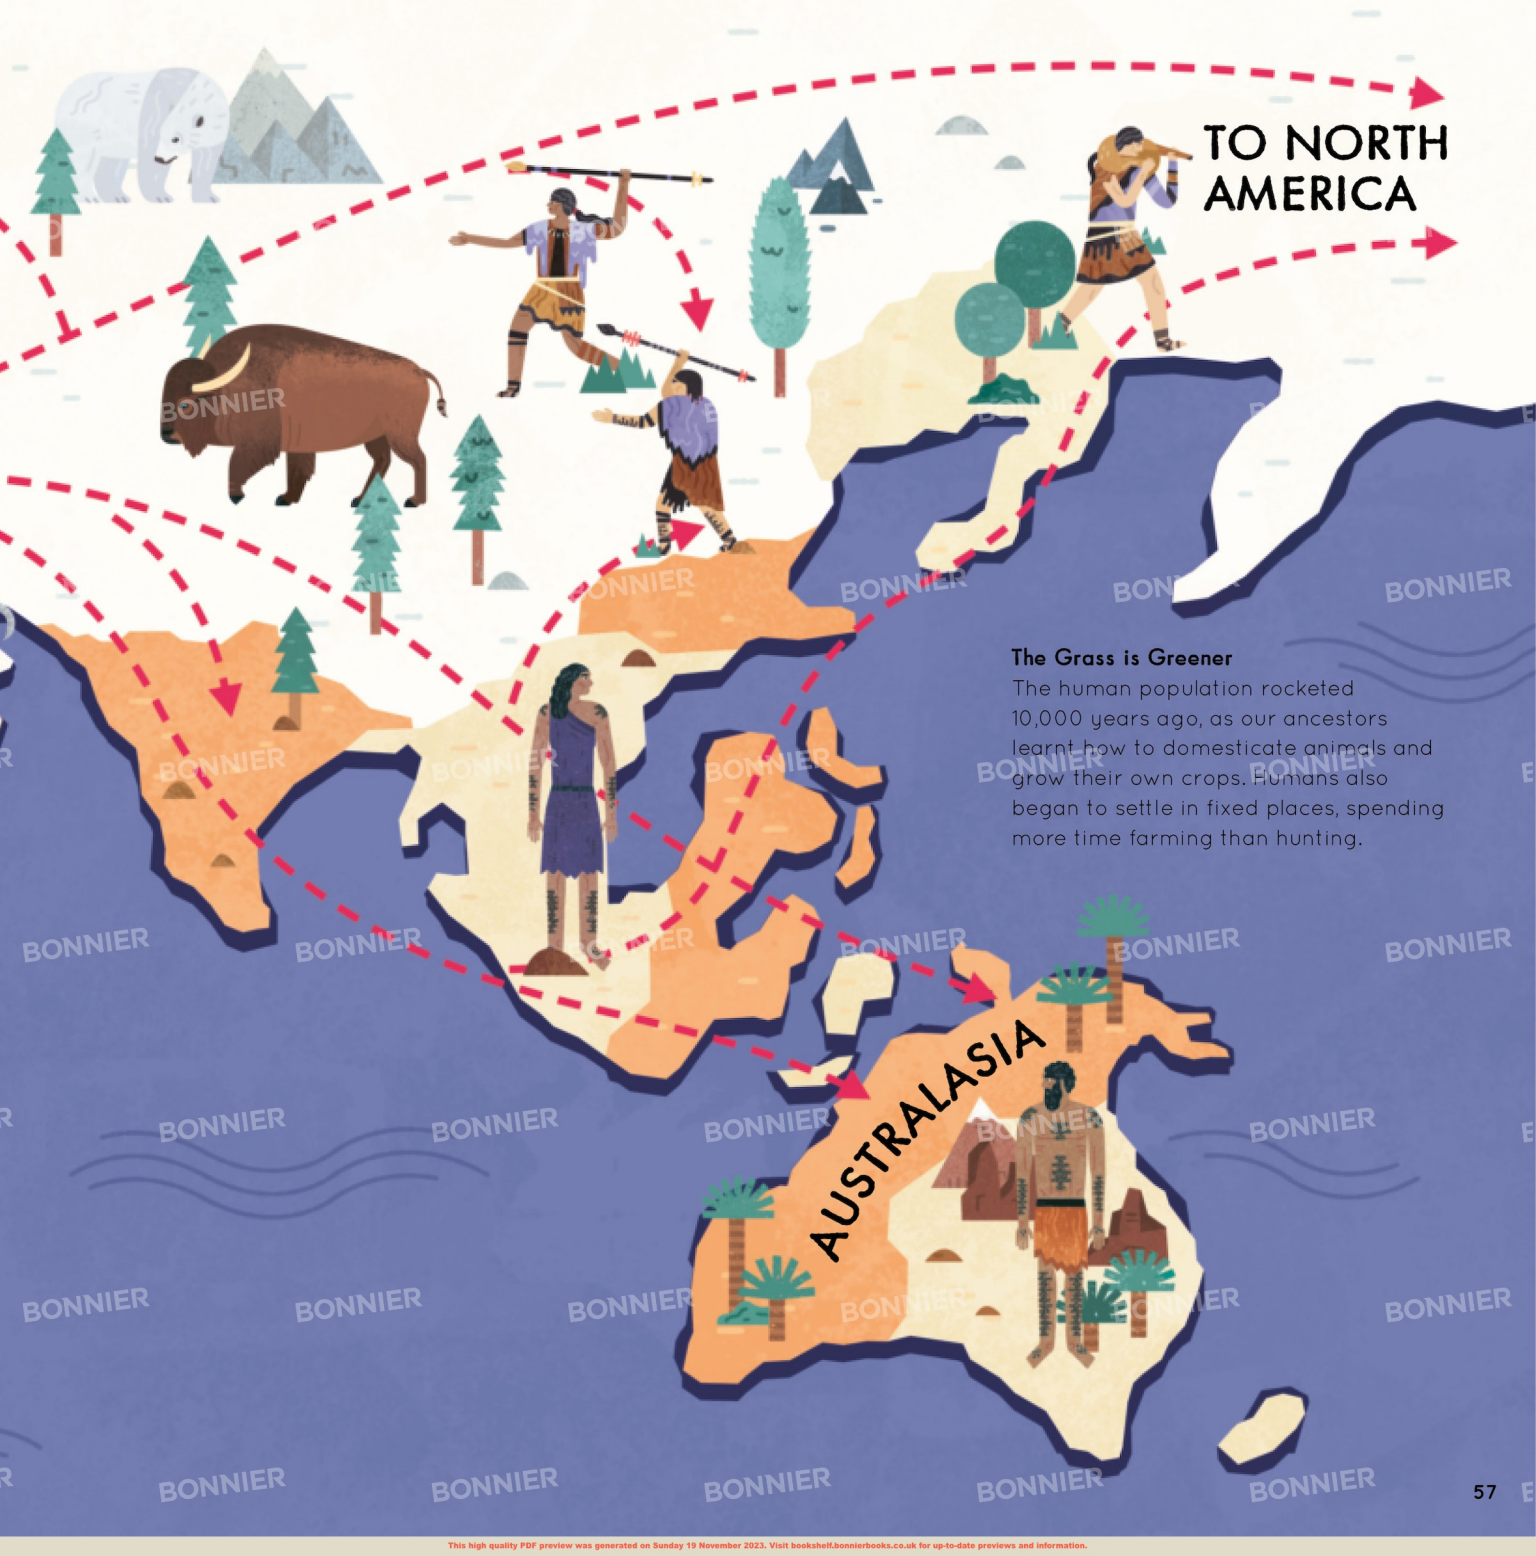 TO NORTH
AMERICA
The Grass is Greener
The human population rocketed
10,000 years ago, as our ancestors
learnt how to domesticate animals and
grow their own crops. Humans also
began to settle in fixed places, spending
more time farming than hunting.
AUSTRALASIA
BONNIER
57
This high quality PDF preview was generated on Sunday 19 November 2023. Visit bookshelf.bonnierbooks.co.uk for up-to-date previews and information.